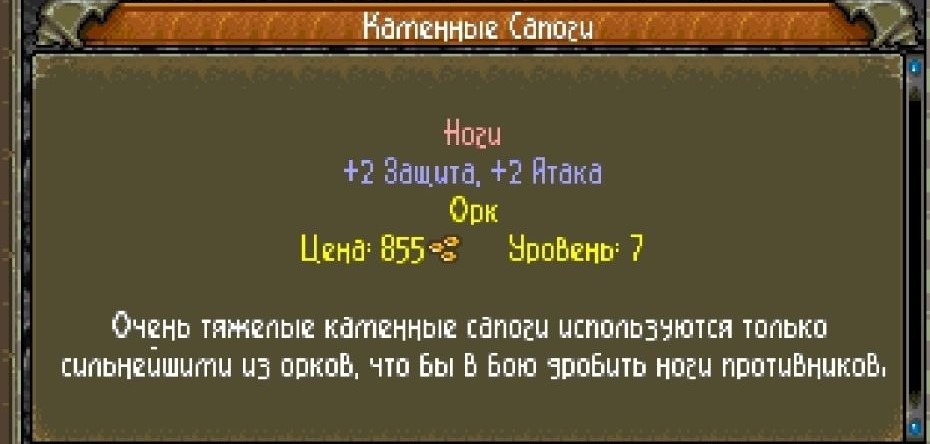 Каменные Сапоги
Ноги
+2 Защита, +2 Атака
Орк
Цена: 855 Уровень: 7
Очень тяжелые каменные сапоги используются только
сильнейшими из орков, что бы в бою дробить ноги противников.